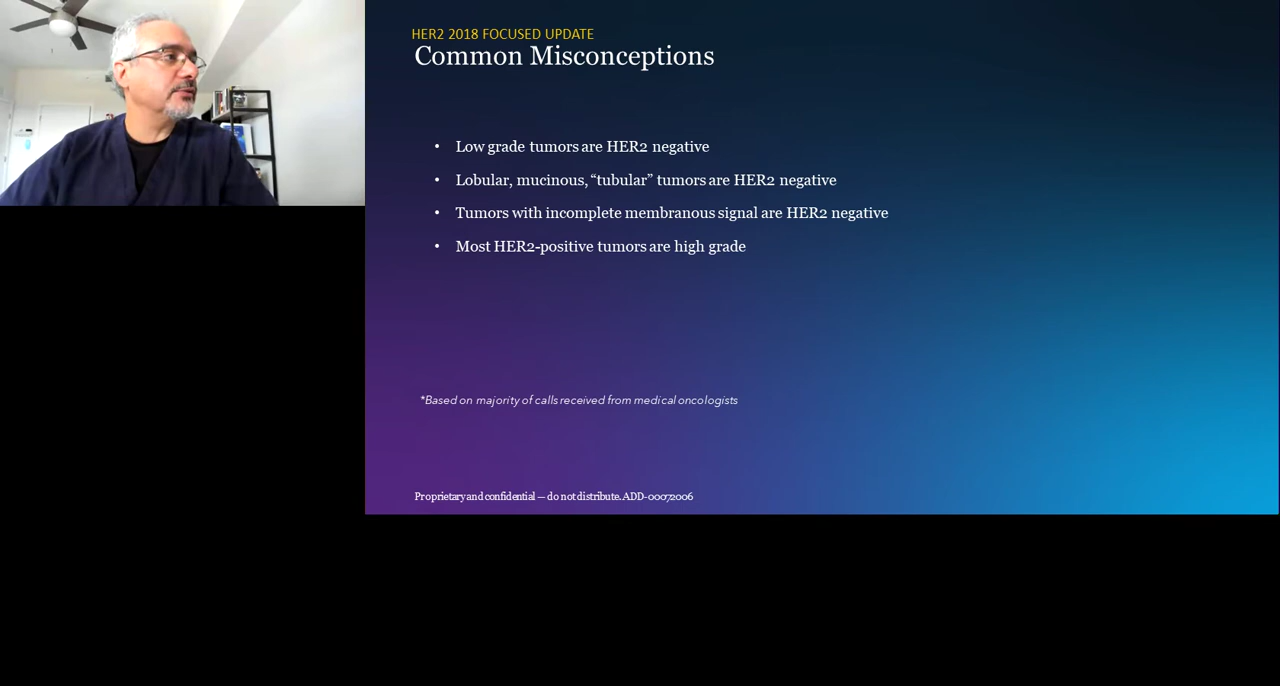 HER2 2018 FOCUSED UPDATE
Common Misconceptions
• Low grade tumors are HER2 negative
• Lobular, mucinous, “tubular” tumors are HER2 negative
• Tumors with incomplete membranous signal are HER2 negative
• Most HER2-positive tumors are high grade
*Based on majority of calls received from medical oncologists
Proprietary and confidential — do not distribute. ADD-00072006